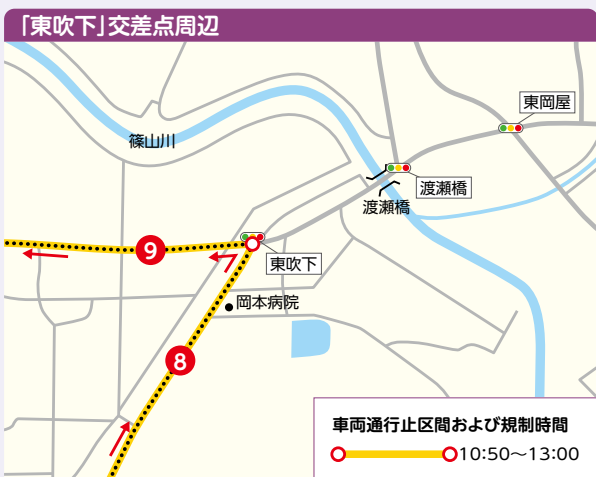 「東吹下」交差点周辺
東岡屋
篠山川
渡瀬橋
渡瀬橋
9
東吹下
岡本病院
8
車両通行止区間および規制時間
10:50～13:00